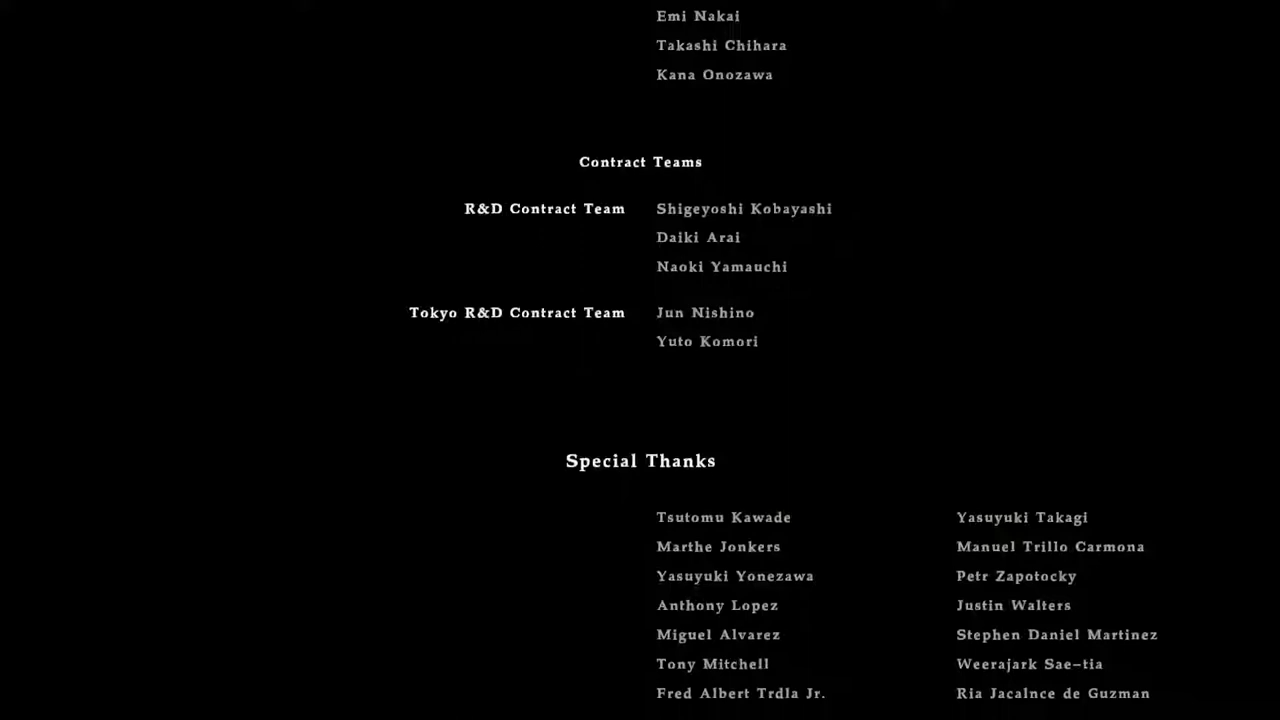 Emi Nakai
Takashi Chihara
Kana Onozawa
Contract Teams
R&D Contract Team Shigeyoshi Kobayashi
Daiki Arai
Naoki Yamauchi
Tokyo R&D Contract Team Jun Nishino
Yuto Komori
Special Thanks
Tsutomu Kawade Yasuyuki Takagi
Marthe Jonkers Manuel Trillo Carmona
Yasuyuki Yonezawa Petr Zapotocky
Anthony Lopez Justin Walters
Miguel Alvarez Stephen Daniel Martinez
Tony Mitchell Weerajark Sae-tia
Fred Albert Trdla Jr. Ria Jacalnce de Guzman